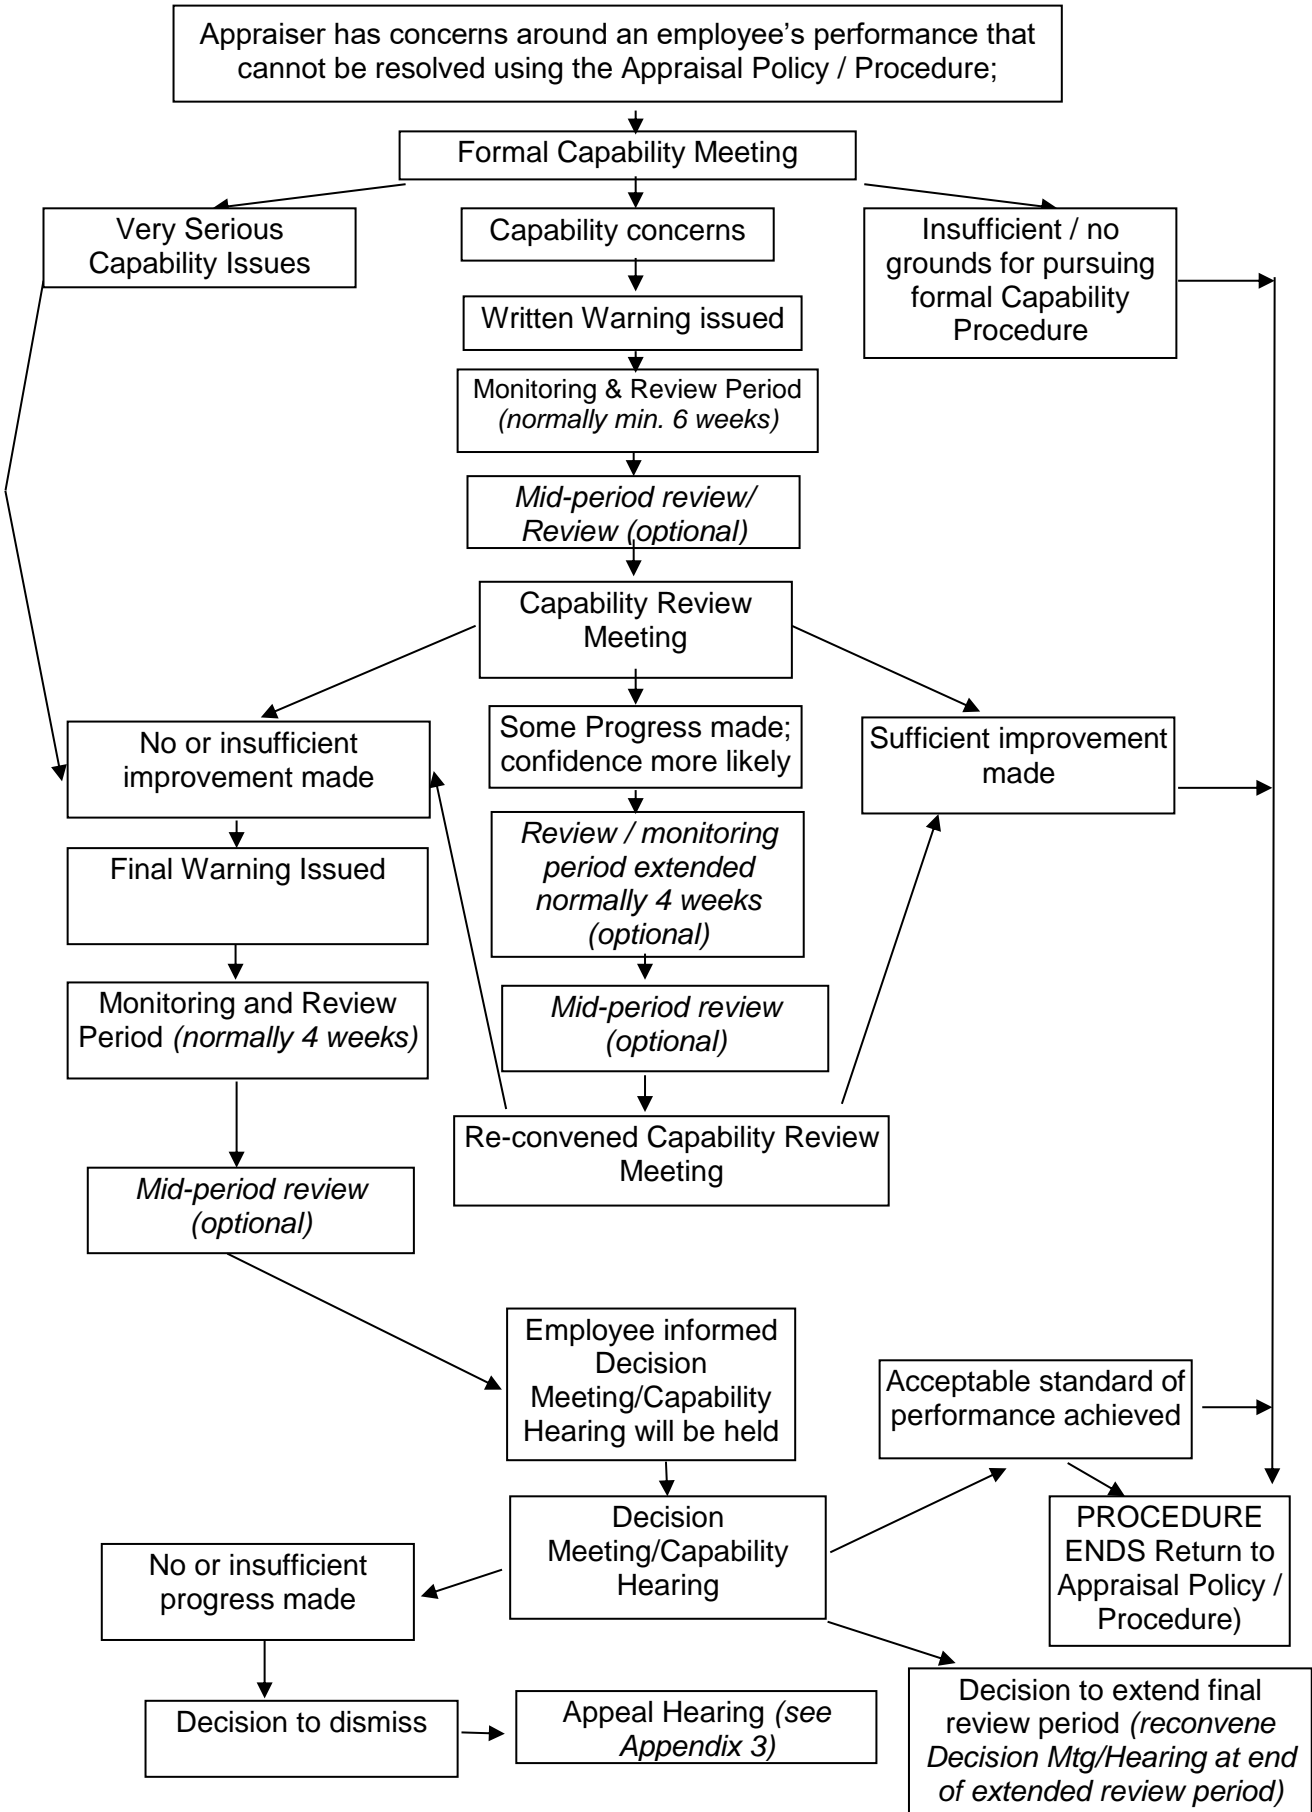 Appraiser has concerns around an employee's performance that
cannot be resolved using the Appraisal Policy / Procedure;
Formal Capability Meeting
Very Serious
Capability Issues
Capability concerns
Insufficient / no
grounds for pursuing
formal Capability
Procedure
Written Warning issued
Monitoring & Review Period
(normally min. 6 weeks)
Mid-period review/
Review (optional)
Capability Review
Meeting
No or insufficient
improvement made
Some Progress made;
confidence more likely
Sufficient improvement
made
Final Warning Issued
Review / monitoring
period extended
normally 4 weeks
(optional)
Monitoring and Review
Period (normally 4 weeks)
Mid-period review
(optional)
Re-convened Capability Review
Meeting
Mid-period review
(optional)
Employee informed
Decision
Meeting/Capability
Hearing will be held
Acceptable standard of
performance achieved
Decision
Meeting/Capability
Hearing
PROCEDURE
ENDS Return to
Appraisal Policy /
Procedure)
No or insufficient
progress made
Decision to dismiss
Appeal Hearing (see
Appendix 3)
Decision to extend final
review period (reconvene
Decision Mtg/Hearing at end
of extended review period)